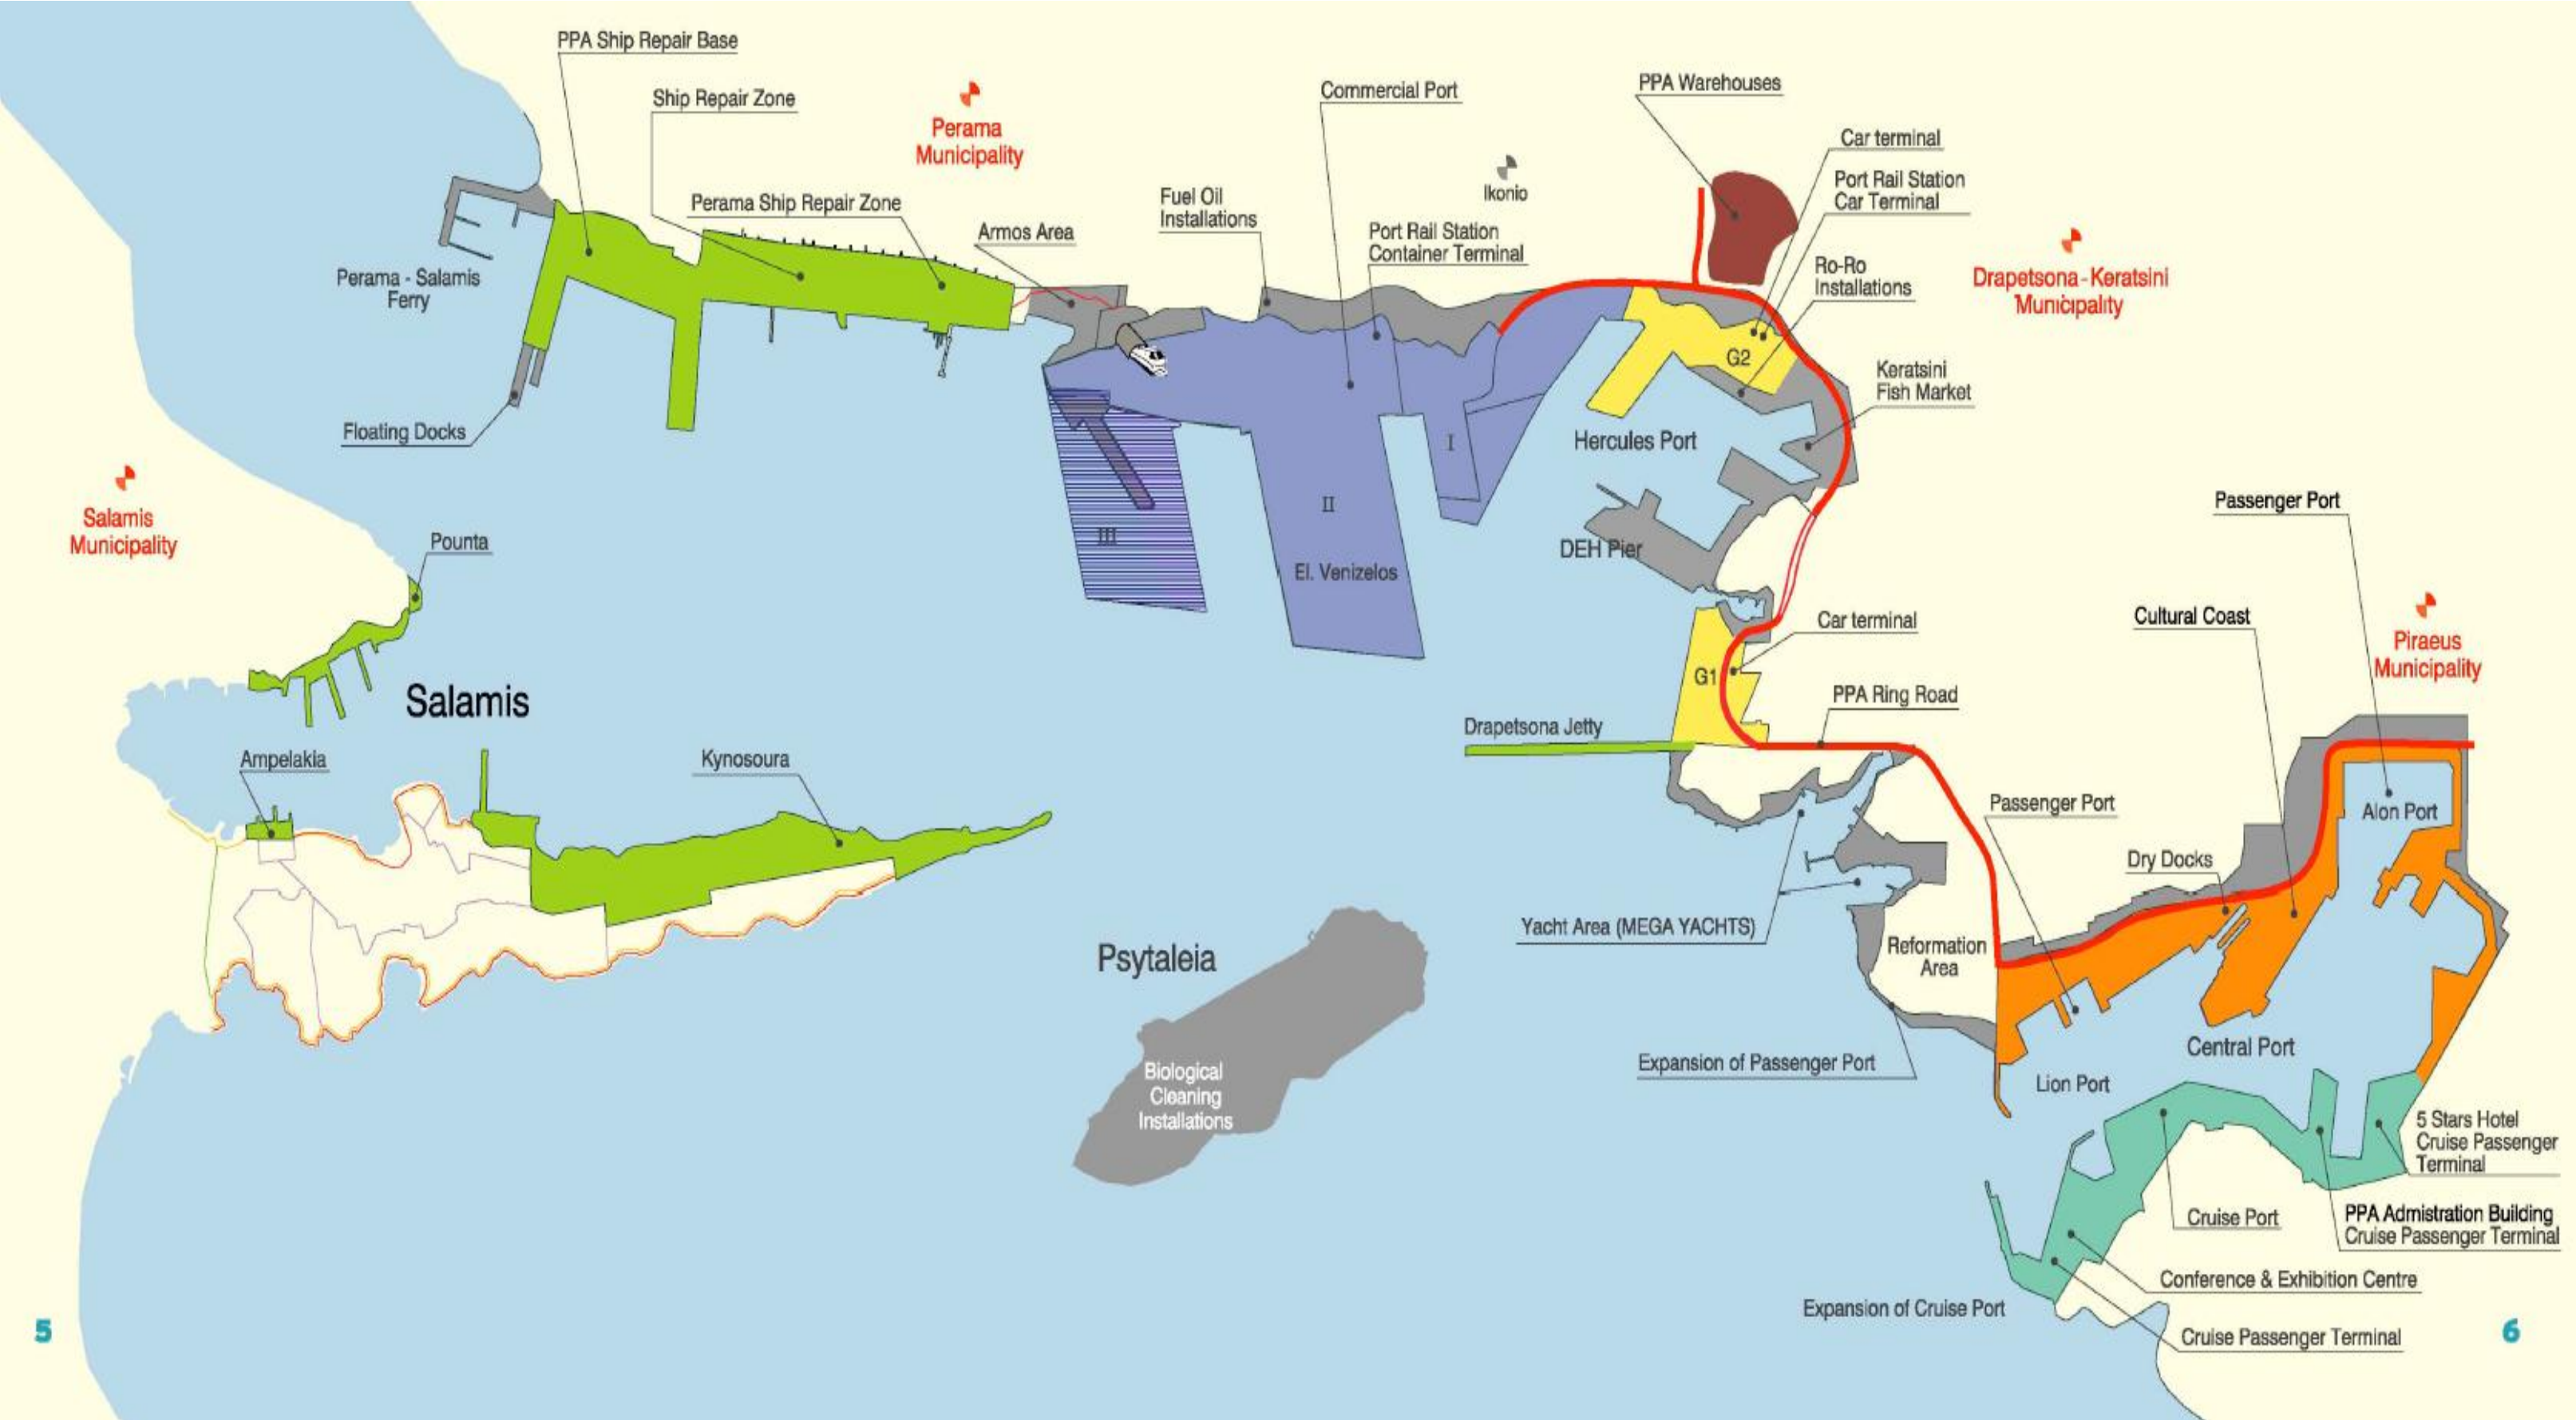 PPA Ship Repair Base
Ship Repair Zone
Perama
Municipality
Perama Ship Repair Zone
Armos Area
Fuel Oil
Installations
Commercial Port
Ikonio
Port Rail Station
Container Terminal
PPA Warehouses
Car terminal
Port Rail Station
Car Terminal
Ro-Ro
Installations
Drapetsona-Keratsini
Municipality
Perama - Salamis
Ferry
Floating Docks
G2
Keratsini
Fish Market
Hercules Port
I
II
III
El. Venizelos
DEH Pier
Salamis
Municipality
Pounta
Salamis
Ampelakia
Kynosoura
Car terminal
G1
PPA Ring Road
Drapetsona Jetty
Passenger Port
Cultural Coast
Piraeus
Municipality
Passenger Port
Alon Port
Dry Docks
Yacht Area (MEGA YACHTS)
Reformation
Area
Psytaleia
Biological
Cleaning
Installations
Expansion of Passenger Port
Central Port
Lion Port
5 Stars Hotel
Cruise Passenger
Terminal
Cruise Port
PPA Admistration Building
Cruise Passenger Terminal
Conference & Exhibition Centre
Expansion of Cruise Port
Cruise Passenger Terminal
5
6